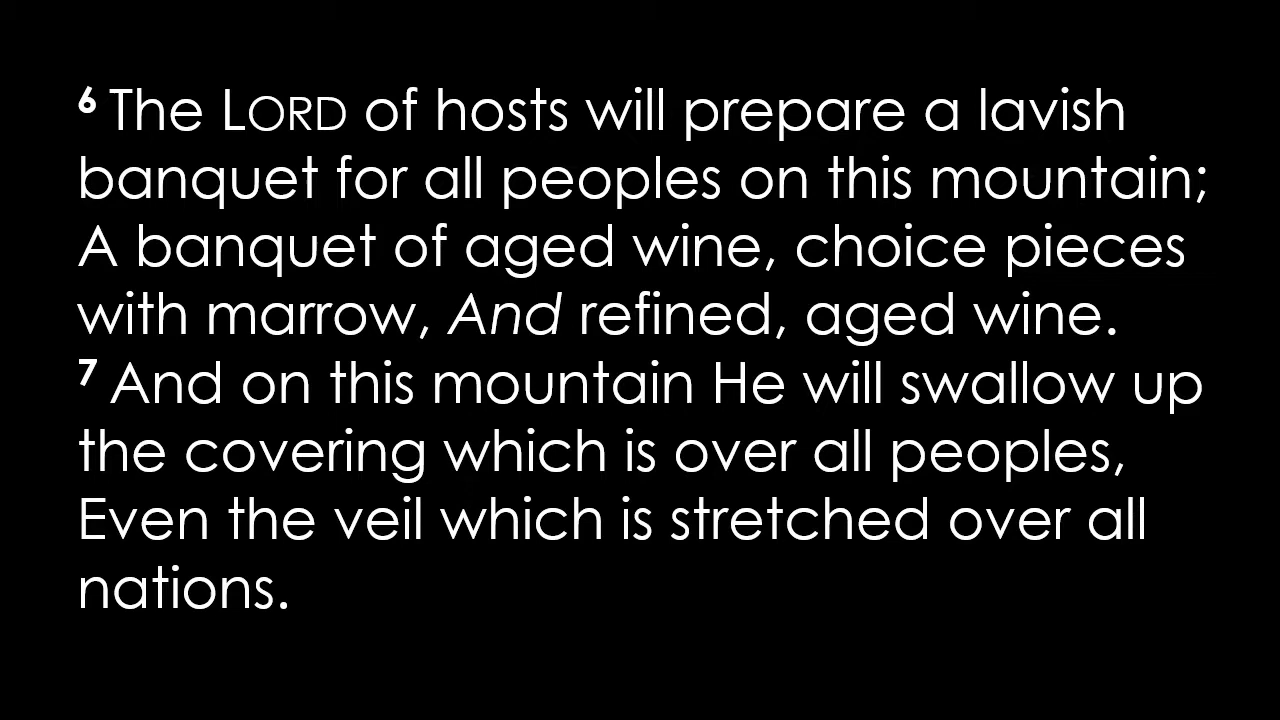 6 The LORD of hosts will prepare a lavish
banquet for all peoples on this mountain;
A banquet of aged wine, choice pieces
with marrow, And refined, aged wine.
7 And on this mountain He will swallow up
the covering which is over all peoples,
Even the veil which is stretched over all
nations.